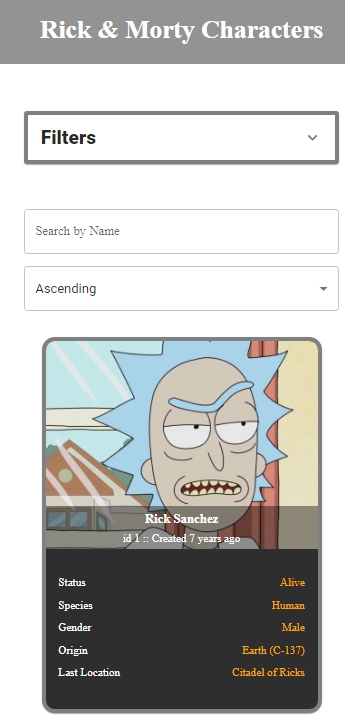 Rick & Morty Characters
Filters
Search by Name
Ascending
Rick Sanchez
id 1 :: Created 7 years ago
Status Alive
Species Human
Gender Male
Origin Earth (C-137)
Last Location Citadel of Ricks